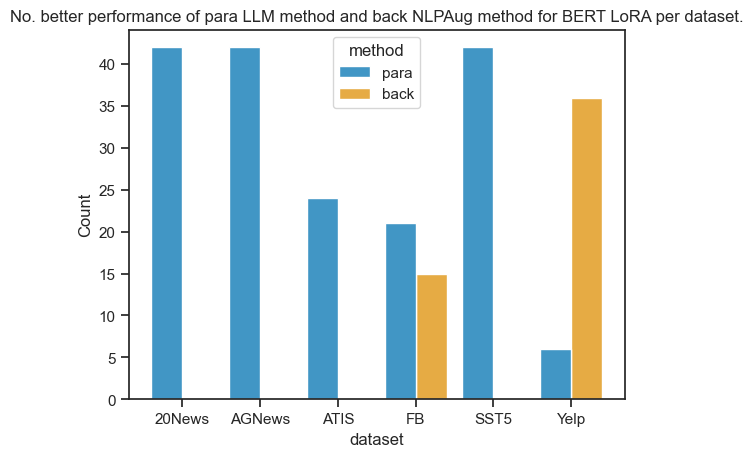 No. better performance of para LLM method and back NLPAug method for BERT LoRA per dataset.
method
para
back
Count
40
35
30
25
20
15
10
5
0
20News AGNews ATIS FB SST5 Yelp
dataset